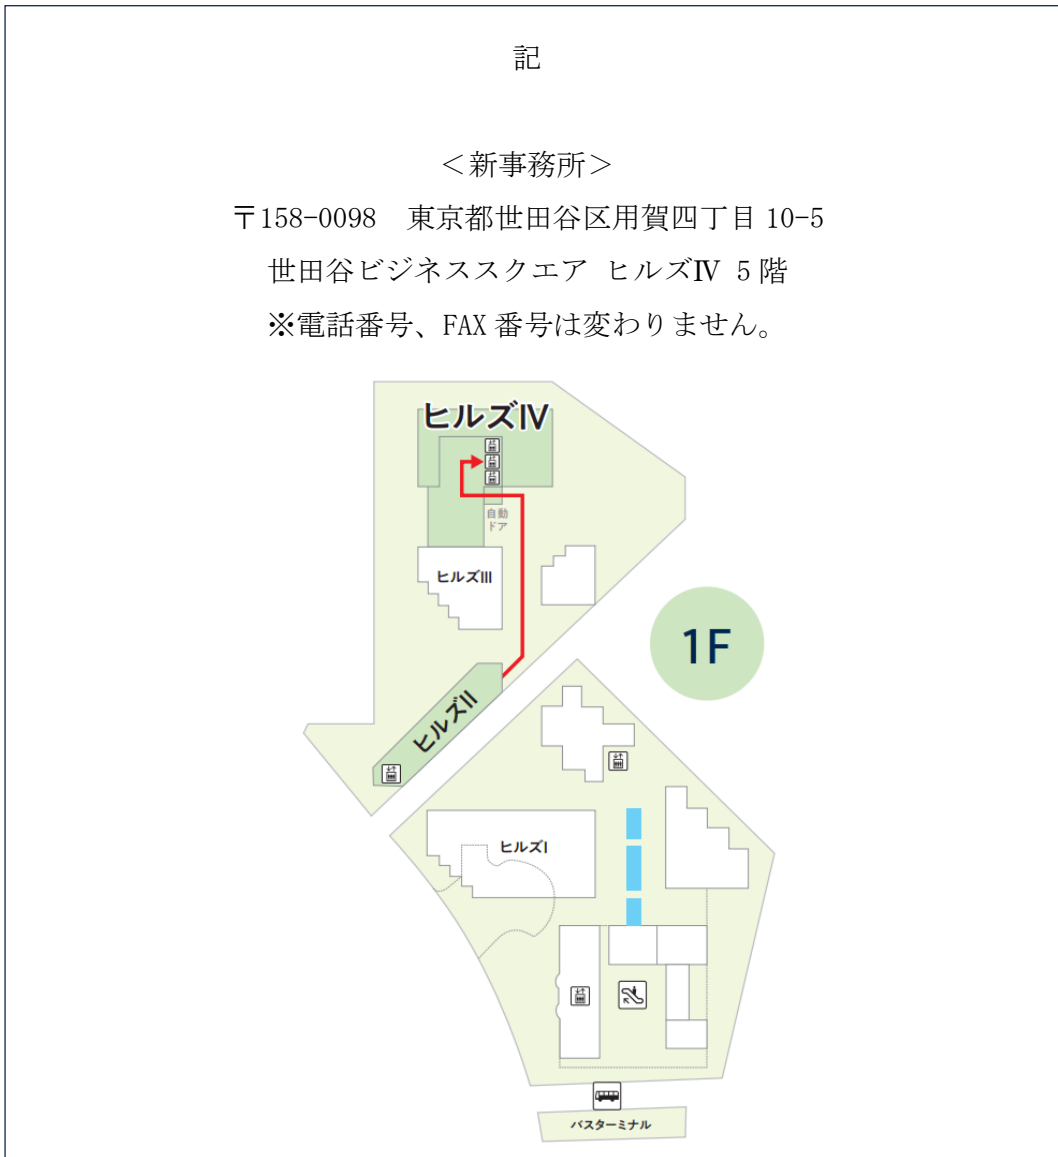 記
＜新事務所＞
〒158-0098　東京都世田谷区用賀四丁目 10-5
世田谷ビジネススクエア ヒルズⅣ 5 階
※電話番号、FAX 番号は変わりません。
ヒルズⅣ
自動
ドア
ヒルズⅢ
1F
ヒルズⅡ
ヒルズⅠ
バスターミナル